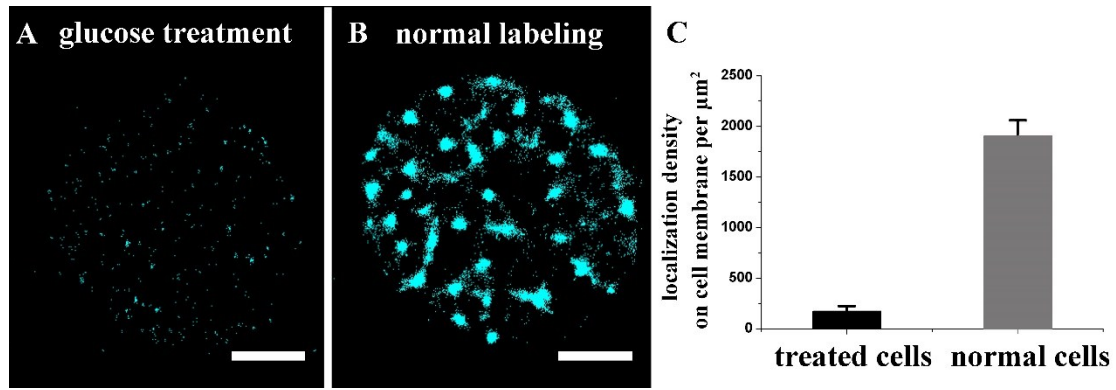 A glucose treatment
B normal labeling
C
localization density
on cell membrane per μm²
2500
2000
1500
1000
500
0
treated cells
normal cells